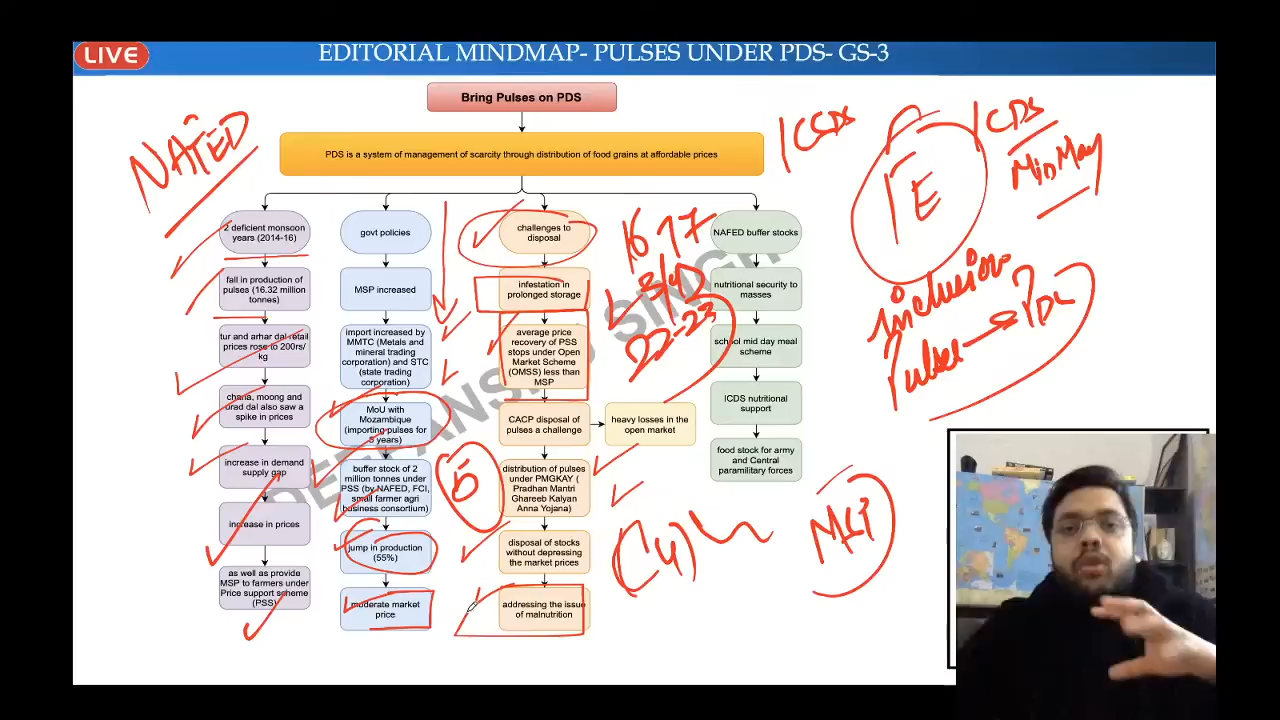 LIVE
EDITORIAL MINDMAP- PULSES UNDER PDS- GS-3
Bring Pulses on PDS
PDS is a system of management of scarcity through distribution of food grains at affordable prices
2 deficient monsoon
years (2014-16)
fall in production of
pulses (16.32 million
tonnes)
tur and arhar dal retail
prices rose to 200rs/
kg
chana, moong and
urad dal also saw a
spike in prices
increase in demand
supply gap
increase in prices
as well as provide
MSP to farmers under
Price support scheme
(PSS)
govt policies
MSP increased
import increased by
MMTC (Metals and
mineral trading
corporation) and STC
(state trading
corporation)
MoU with
Mozambique
(importing pulses for
5 years)
buffer stock of 2
million tonnes under
PSS (by NAFED, FCI,
small farmer agri
business consortium)
jump in production
(55%)
moderate market
price
challenges to
disposal
infestation in
prolonged storage
average price
recovery of PSS
stops under Open
Market Scheme
(OMSS) less than
MSP
CACP disposal of
pulses a challenge
heavy losses in the
open market
distribution of pulses
under PMGKAY (
Pradhan Mantri
Ghareeb Kalyan
Anna Yojana)
disposal of stocks
without depressing
the market prices
addressing the issue
of malnutrition
NAFED buffer stocks
nutritional security to
masses
school mid day meal
scheme
ICDS nutritional
support
food stock for army
and Central
paramilitary forces
DEEPANSHU SINGH
NAFED
ICDS
IE
inclusion
Pulses
16-17
22-23
5